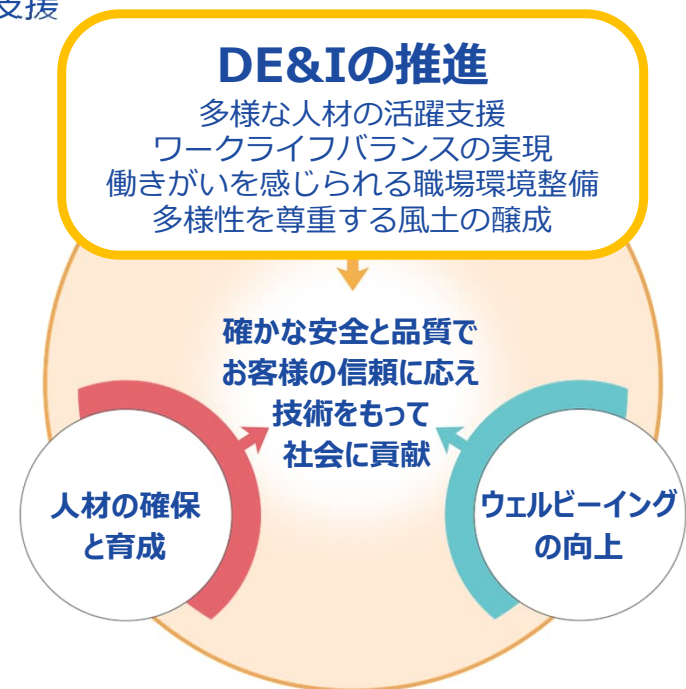 支援
DE&Iの推進
多様な人材の活躍支援
ワークライフバランスの実現
働きがいを感じられる職場環境整備
多様性を尊重する風土の醸成
確かな安全と品質で
お客様の信頼に応え
技術をもって
社会に貢献
人材の確保
と育成
ウェルビーイング
の向上